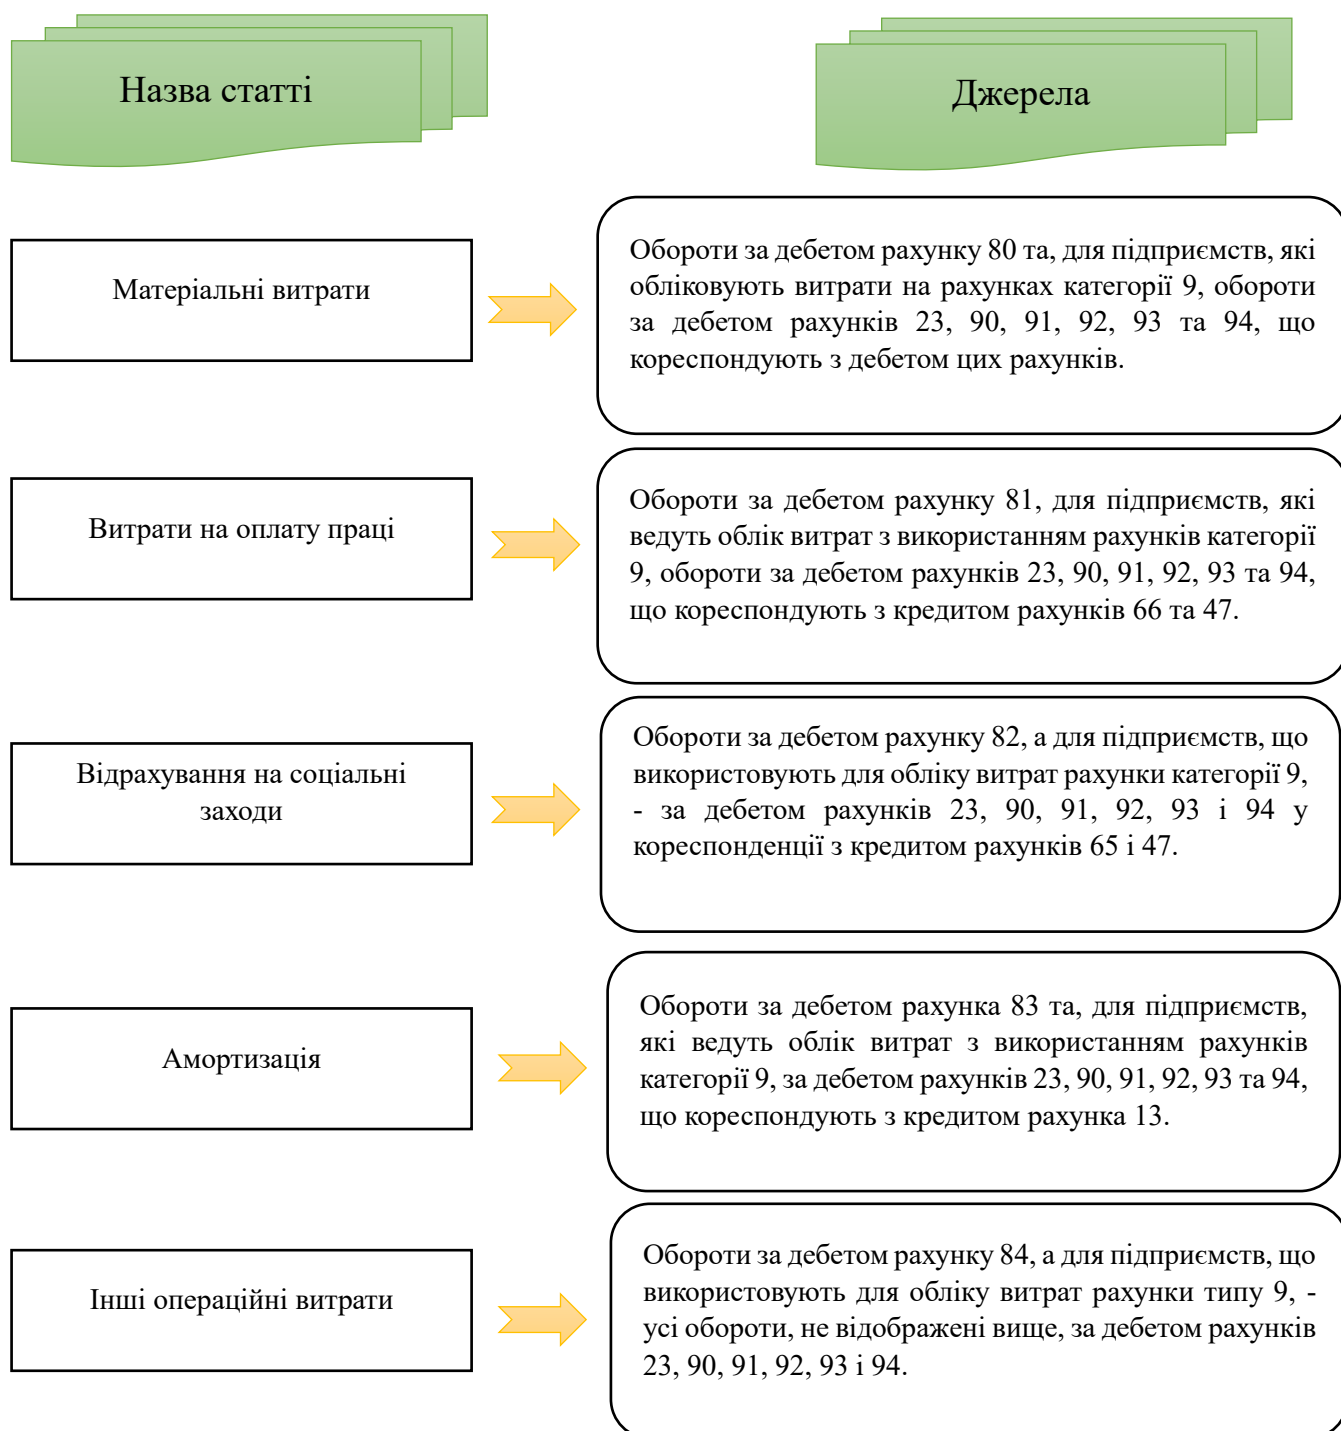 Назва статті
Джерела
Матеріальні витрати
Обороти за дебетом рахунку 80 та, для підприємств, які
обліковують витрати на рахунках категорії 9, обороти
за дебетом рахунків 23, 90, 91, 92, 93 та 94, що
кореспондують з дебетом цих рахунків.
Витрати на оплату праці
Обороти за дебетом рахунку 81, для підприємств, які
ведуть облік витрат з використанням рахунків категорії
9, обороти за дебетом рахунків 23, 90, 91, 92, 93 та 94,
що кореспондують з кредитом рахунків 66 та 47.
Відрахування на соціальні
заходи
Обороти за дебетом рахунку 82, а для підприємств, що
використовують для обліку витрат рахунки категорії 9,
- за дебетом рахунків 23, 90, 91, 92, 93 і 94 у
кореспонденції з кредитом рахунків 65 і 47.
Амортизація
Обороти за дебетом рахунка 83 та, для підприємств,
які ведуть облік витрат з використанням рахунків
категорії 9, за дебетом рахунків 23, 90, 91, 92, 93 та 94,
що кореспондують з кредитом рахунка 13.
Інші операційні витрати
Обороти за дебетом рахунку 84, а для підприємств, що
використовують для обліку витрат рахунки типу 9, -
усі обороти, не відображені вище, за дебетом рахунків
23, 90, 91, 92, 93 і 94.